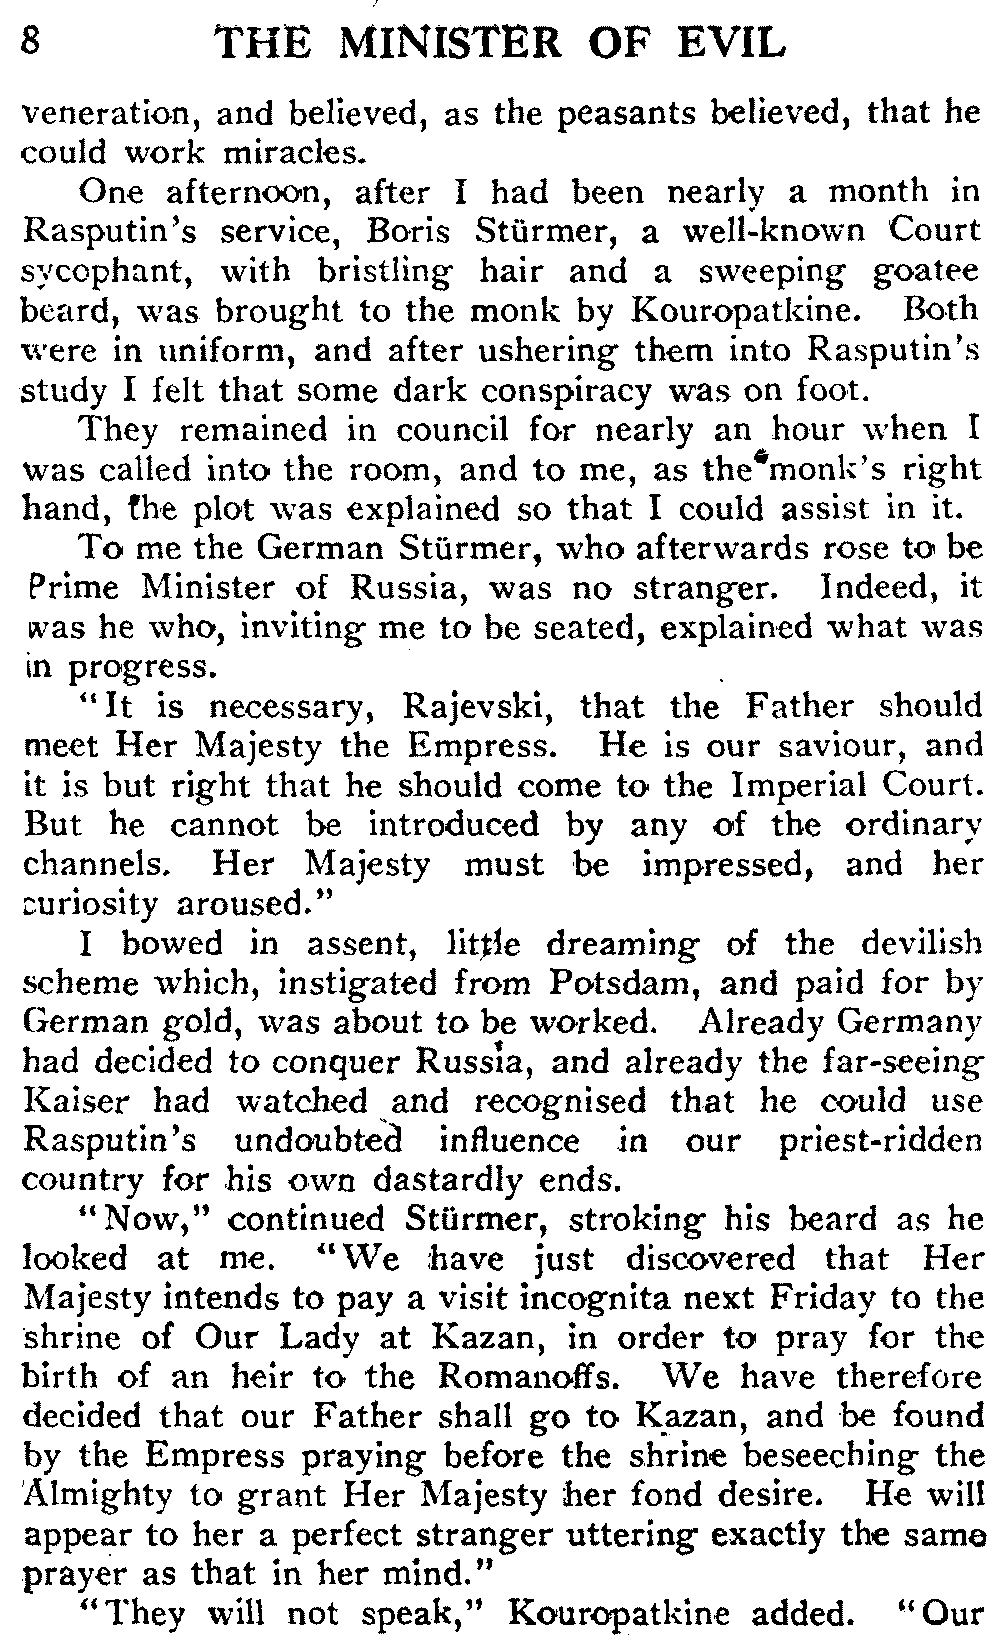 8 THE MINISTER OF EVIL
veneration, and believed, as the peasants believed, that he
could work miracles.
One afternoon, after I had been nearly a month in
Rasputin's service, Boris Stürmer, a well-known Court
sycophant, with bristling hair and a sweeping goatee
beard, was brought to the monk by Kouropatkine. Both
were in uniform, and after ushering them into Rasputin's
study I felt that some dark conspiracy was on foot.
They remained in council for nearly an hour when I
was called into the room, and to me, as the monk's right
hand, the plot was explained so that I could assist in it.
To me the German Stürmer, who afterwards rose to be
Prime Minister of Russia, was no stranger. Indeed, it
was he who, inviting me to be seated, explained what was
in progress.
"It is necessary, Rajevski, that the Father should
meet Her Majesty the Empress. He is our saviour, and
it is but right that he should come to the Imperial Court.
But he cannot be introduced by any of the ordinary
channels. Her Majesty must be impressed, and her
curiosity aroused."
I bowed in assent, little dreaming of the devilish
scheme which, instigated from Potsdam, and paid for by
German gold, was about to be worked. Already Germany
had decided to conquer Russia, and already the far-seeing
Kaiser had watched and recognised that he could use
Rasputin's undoubted influence in our priest-ridden
country for his own dastardly ends.
"Now," continued Stürmer, stroking his beard as he
looked at me. "We have just discovered that Her
Majesty intends to pay a visit incognita next Friday to the
shrine of Our Lady at Kazan, in order to pray for the
birth of an heir to the Romanoffs. We have therefore
decided that our Father shall go to Kazan, and be found
by the Empress praying before the shrine beseeching the
Almighty to grant Her Majesty her fond desire. He will
appear to her a perfect stranger uttering exactly the same
prayer as that in her mind."
"They will not speak," Kouropatkine added. "Our